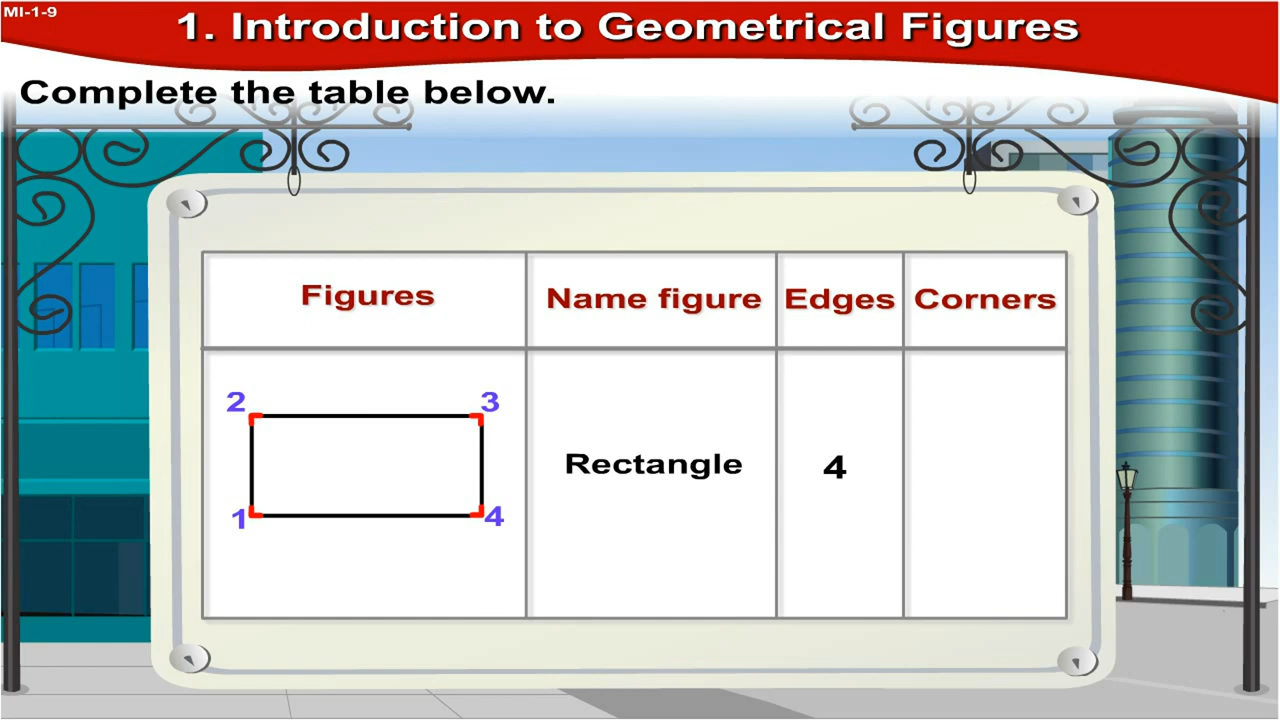 MI-1-9
1. Introduction to Geometrical Figures
Complete the table below.
Figures Name figure Edges Corners
2 3
Rectangle 4
1 4